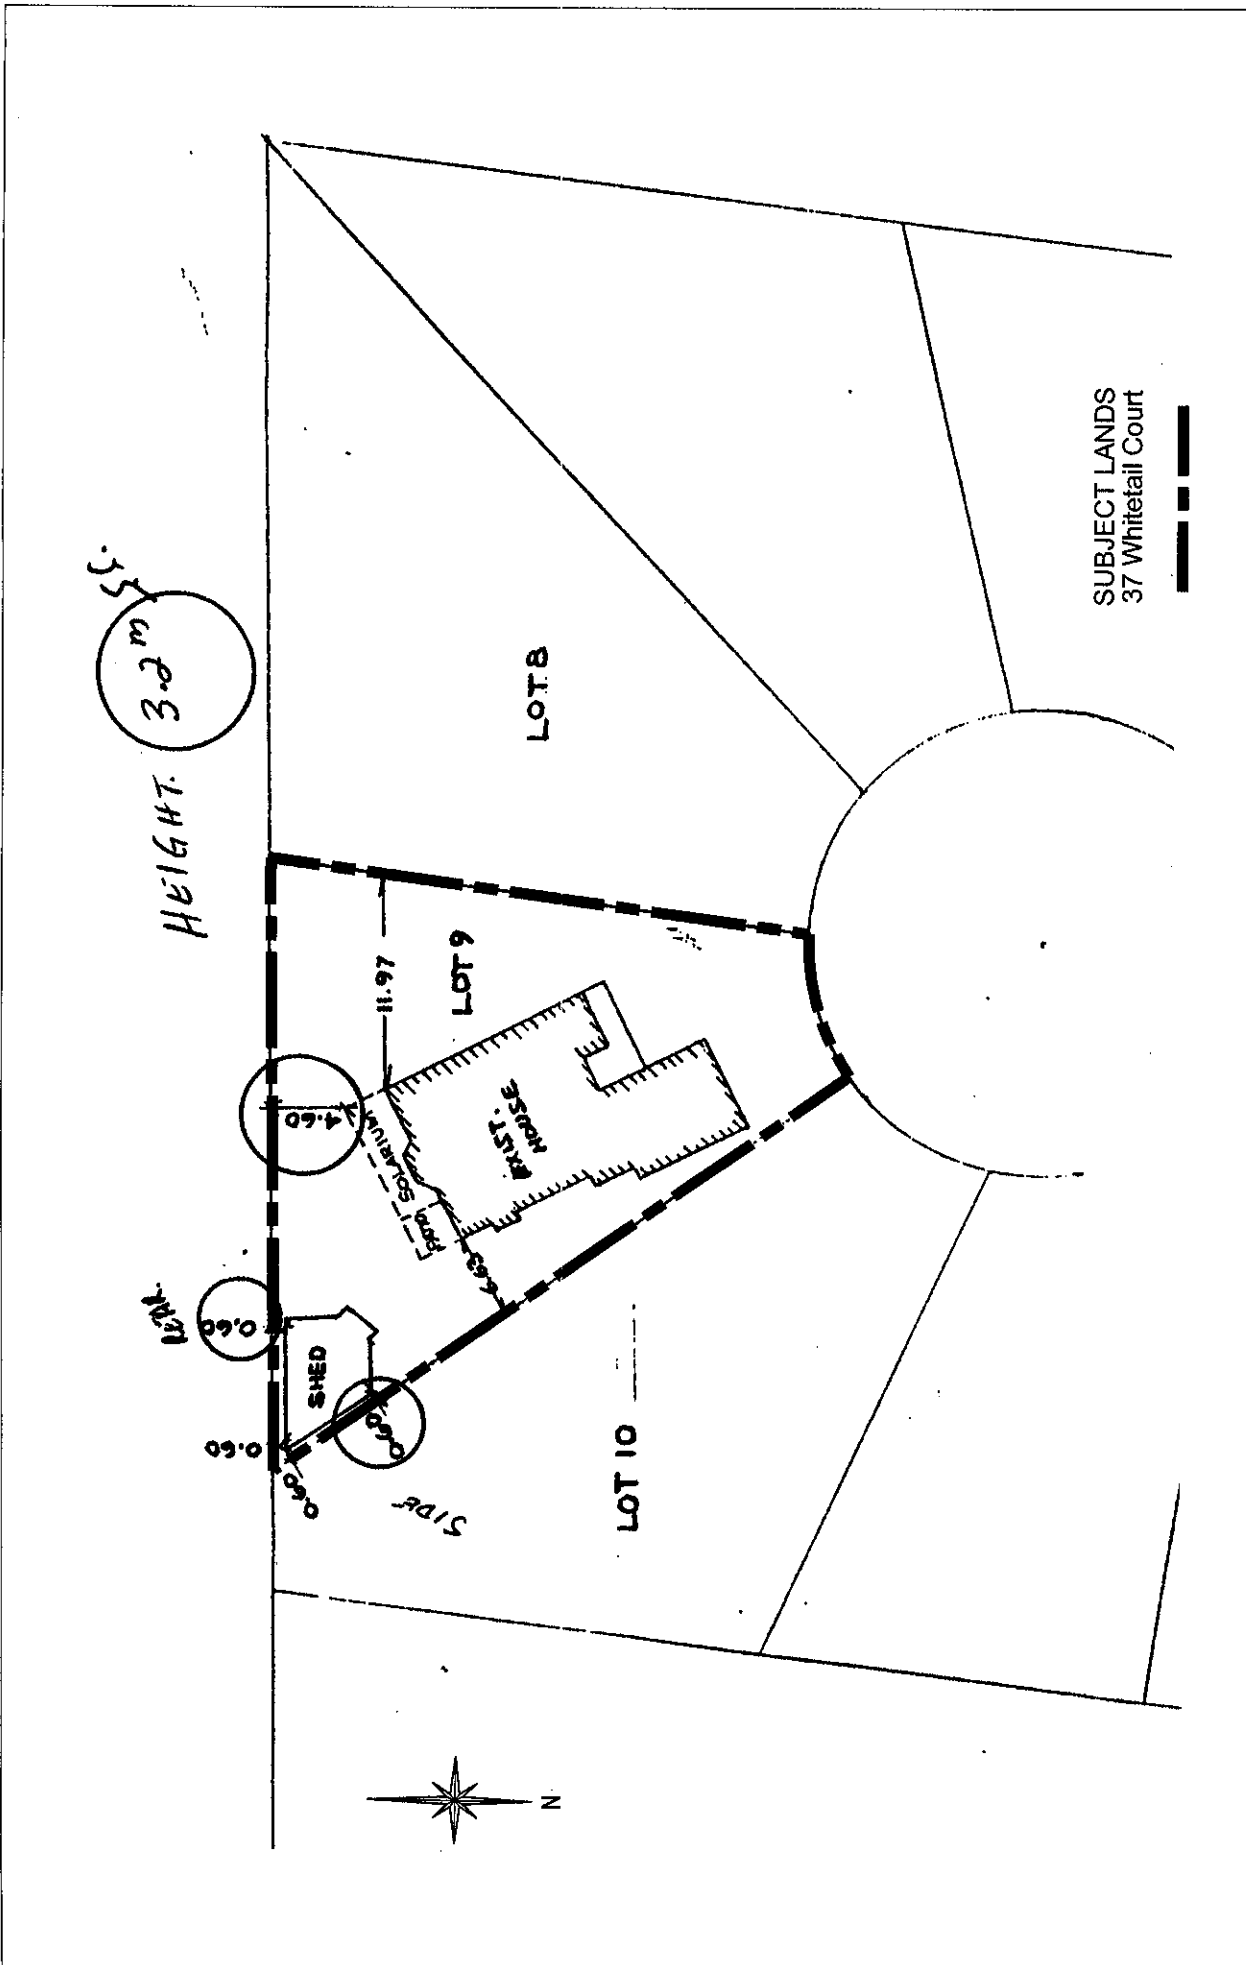 HEIGHT. 3.2m
REAR.
0.60
0.60
0.60
0.60
SIDE
SHED
4.60
SOLARIUM
PATIO
11.97
6.63
EXIST.
HOUSE
LOT 9
LOT 8
LOT 10
N
SUBJECT LANDS
37 Whitetail Court